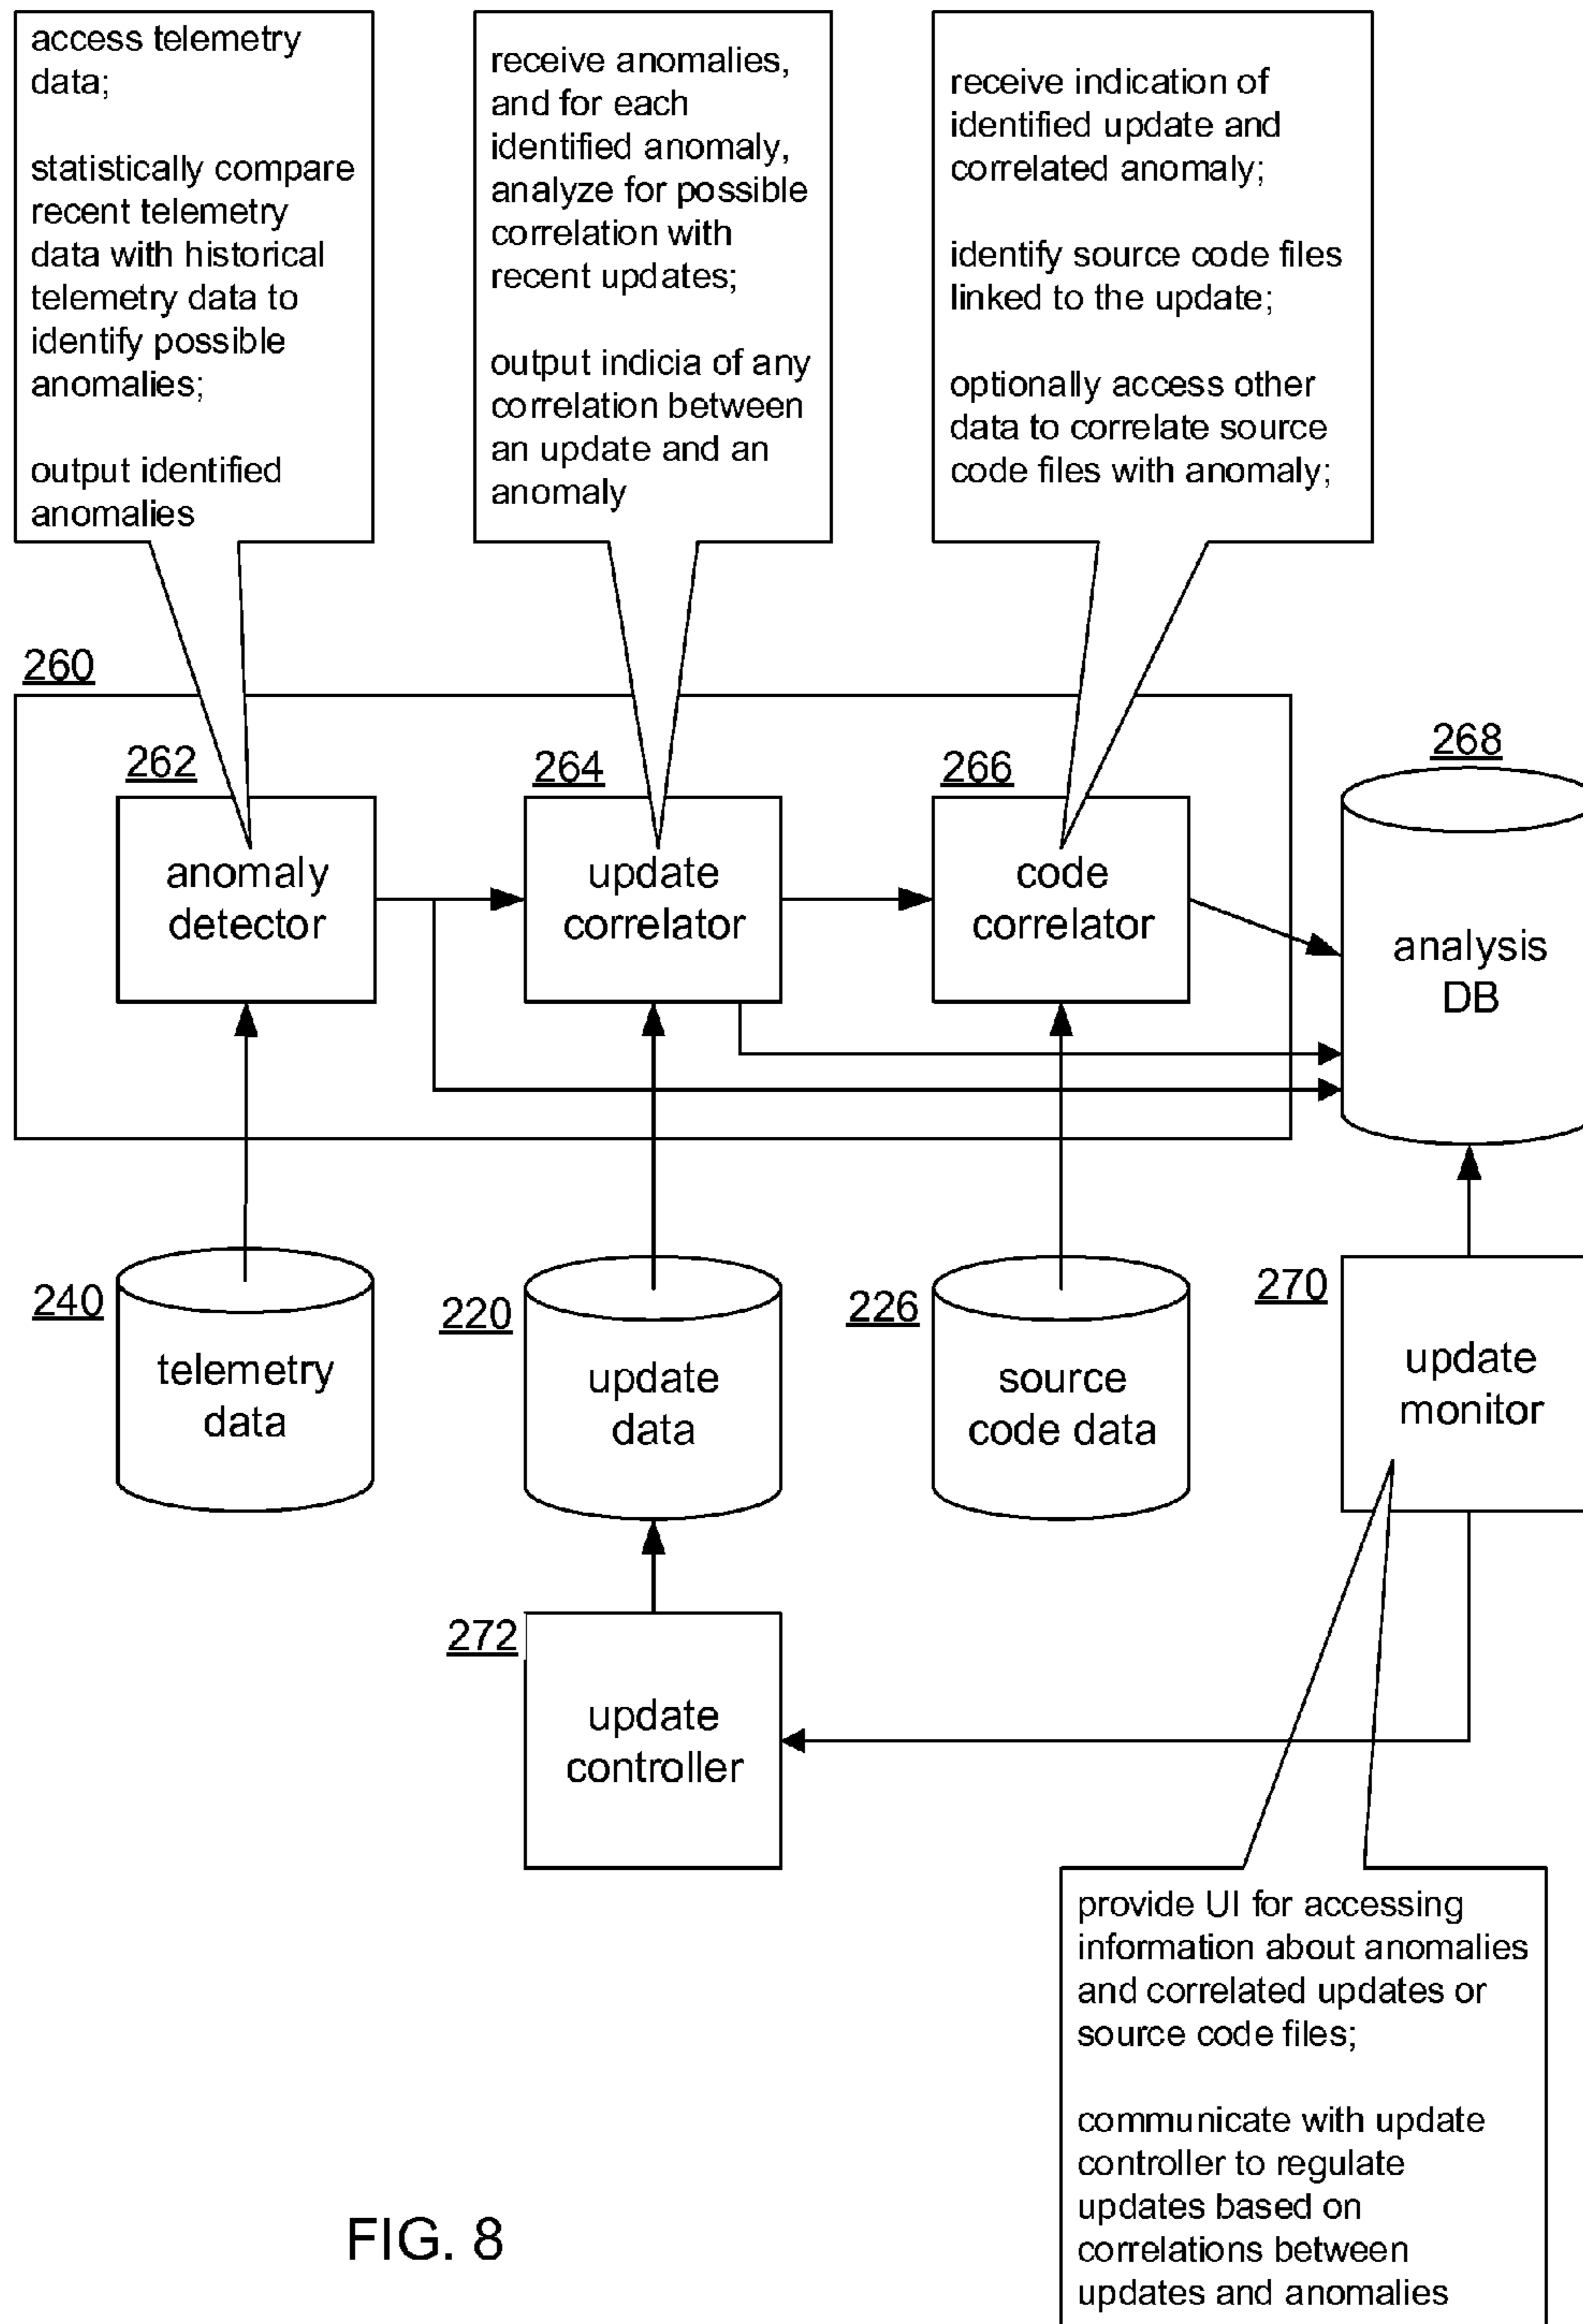 access telemetry
data;
statistically compare
recent telemetry
data with historical
telemetry data to
identify possible
anomalies;
output identified
anomalies
receive anomalies,
and for each
identified anomaly,
analyze for possible
correlation with
recent updates;
output indicia of any
correlation between
an update and an
anomaly
receive indication of
identified update and
correlated anomaly;
identify source code files
linked to the update;
optionally access other
data to correlate source
code files with anomaly;
260
262
anomaly
detector
264
update
correlator
266
code
correlator
268
analysis
DB
240
telemetry
data
220
update
data
226
source
code data
270
update
monitor
272
update
controller
provide UI for accessing
information about anomalies
and correlated updates or
source code files;
communicate with update
controller to regulate
updates based on
correlations between
updates and anomalies
FIG. 8